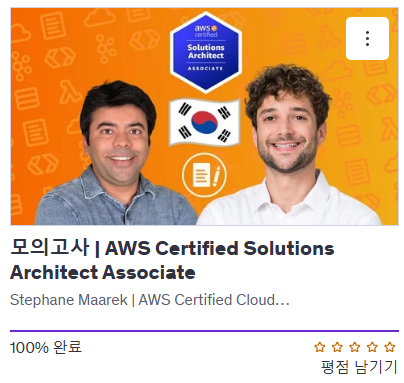 aws
certified
Solutions
Architect
ASSOCIATE
모의고사 | AWS Certified Solutions
Architect Associate
Stephane Maarek | AWS Certified Cloud…
100% 완료
평점 남기기